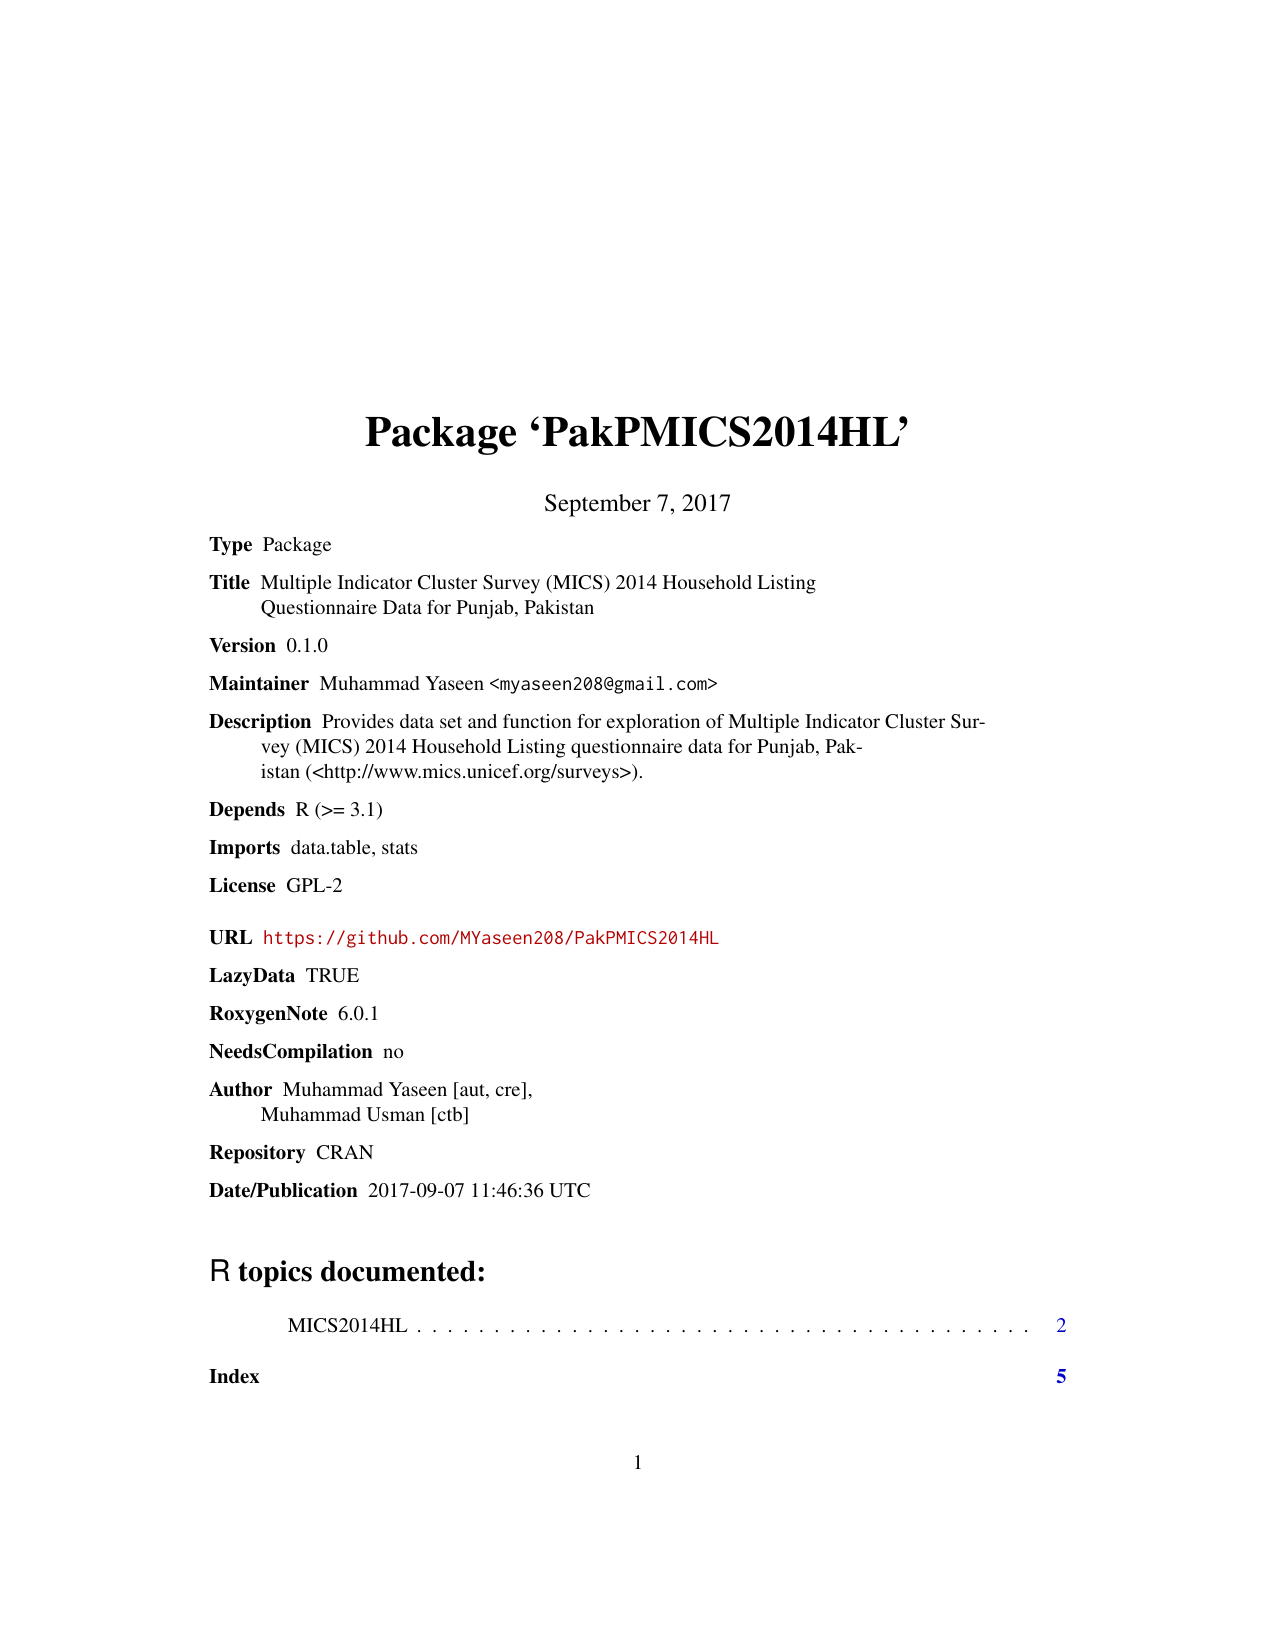 Package ‘PakPMICS2014HL’
September 7, 2017
Type Package
Title Multiple Indicator Cluster Survey (MICS) 2014 Household Listing
Questionnaire Data for Punjab, Pakistan
Version 0.1.0
Maintainer Muhammad Yaseen <myaseen208@gmail.com>
Description Provides data set and function for exploration of Multiple Indicator Cluster Sur-
vey (MICS) 2014 Household Listing questionnaire data for Punjab, Pak-
istan (<http://www.mics.unicef.org/surveys>).
Depends R (>= 3.1)
Imports data.table, stats
License GPL-2
URL https://github.com/MYaseen208/PakPMICS2014HL
LazyData TRUE
RoxygenNote 6.0.1
NeedsCompilation no
Author Muhammad Yaseen [aut, cre],
Muhammad Usman [ctb]
Repository CRAN
Date/Publication 2017-09-07 11:46:36 UTC
R topics documented:
MICS2014HL . . . . . . . . . . . . . . . . . . . . . . . . . . . . . . . . . . . . . . . . 2
Index 5
1